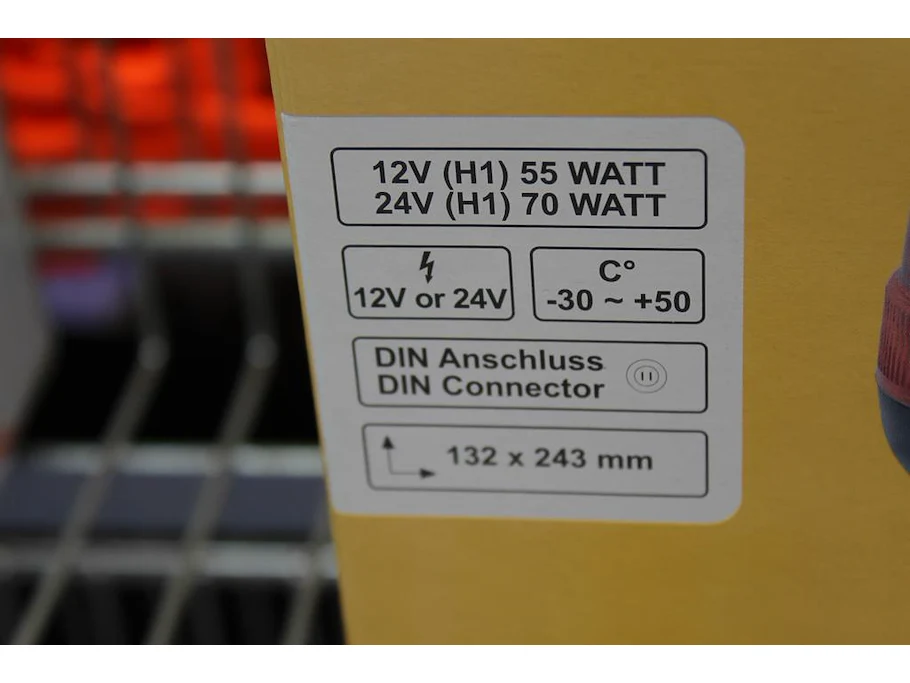 12V (H1) 55 WATT
24V (H1) 70 WATT
12V or 24V
C°
-30 ~ +50
DIN Anschluss
DIN Connector
132 x 243 mm